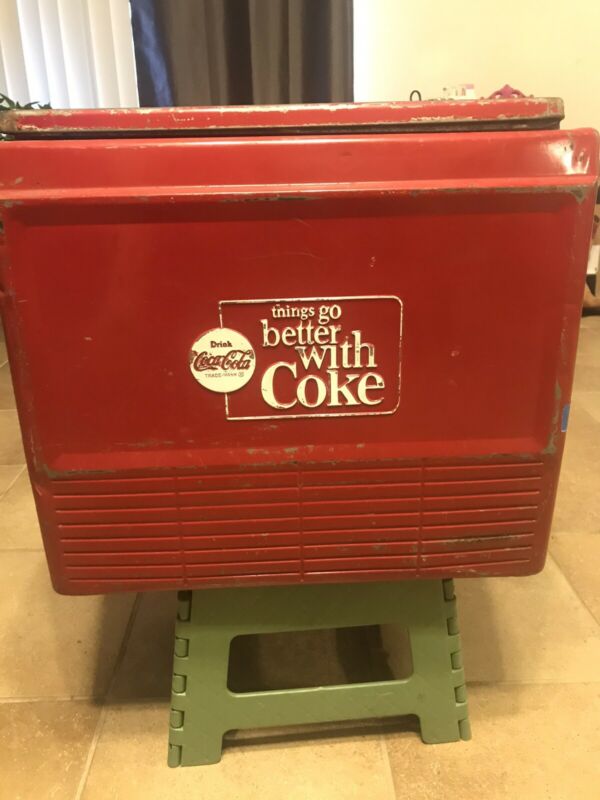 things go
better
with
Coke
Drink
Coca-Cola
TRADE-MARK ®